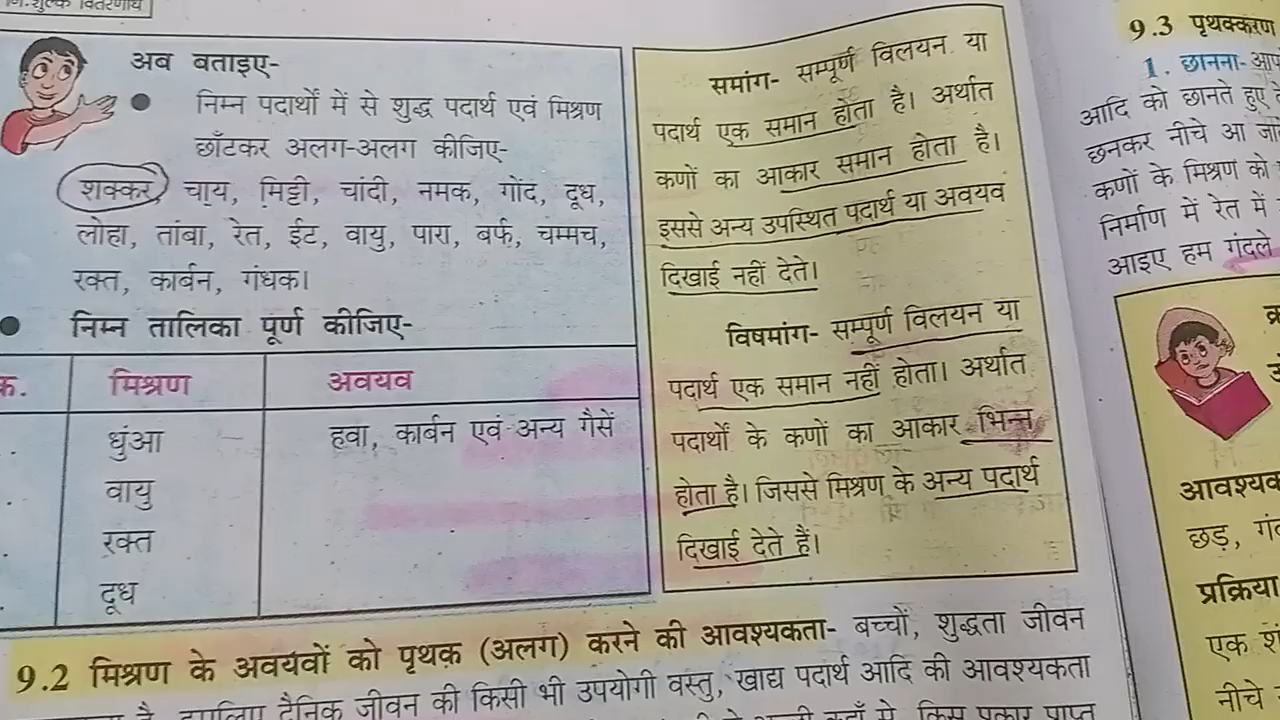 नि:शुल्क वितरणीय
अब बताइए-
● निम्न पदार्थों में से शुद्ध पदार्थ एवं मिश्रण
छाँटकर अलग-अलग कीजिए-
शक्कर, चाय, मिट्टी, चांदी, नमक, गोंद, दूध,
लोहा, तांबा, रेत, ईंट, वायु, पारा, बर्फ, चम्मच,
रक्त, कार्बन, गंधक।
● निम्न तालिका पूर्ण कीजिए-
क. मिश्रण अवयव
धुंआ हवा, कार्बन एवं अन्य गैसें
वायु
रक्त
दूध
समांग- सम्पूर्ण विलयन या
पदार्थ एक समान होता है। अर्थात
कणों का आकार समान होता है।
इससे अन्य उपस्थित पदार्थ या अवयव
दिखाई नहीं देते।
विषमांग- सम्पूर्ण विलयन या
पदार्थ एक समान नहीं होता। अर्थात
पदार्थों के कणों का आकार भिन्न
होता है। जिससे मिश्रण के अन्य पदार्थ
दिखाई देते हैं।
9.2 मिश्रण के अवयवों को पृथक (अलग) करने की आवश्यकता- बच्चों, शुद्धता जीवन
दैनिक जीवन की किसी भी उपयोगी वस्तु, खाद्य पदार्थ आदि की आवश्यकता
किस प्रकार प्राप्त
9.3 पृथक्करण
1. छानना-
आदि को छानते हुए
छनकर नीचे आ
कणों के मिश्रण को
निर्माण में रेत में
आइए हम गंदले
छड़,
प्रक्रिया
एक
नीचे